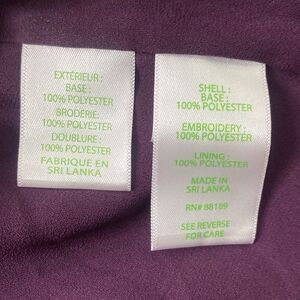 EXTÉRIEUR :
BASE :
100% POLYESTER
BRODERIE:
100% POLYESTER
DOUBLURE :
100% POLYESTER
FABRIQUE EN
SRI LANKA
SHELL :
BASE :
100% POLYESTER
EMBROIDERY :
100% POLYESTER
LINING :
100% POLYESTER
MADE IN
SRI LANKA
RN# 88189
SEE REVERSE
FOR CARE